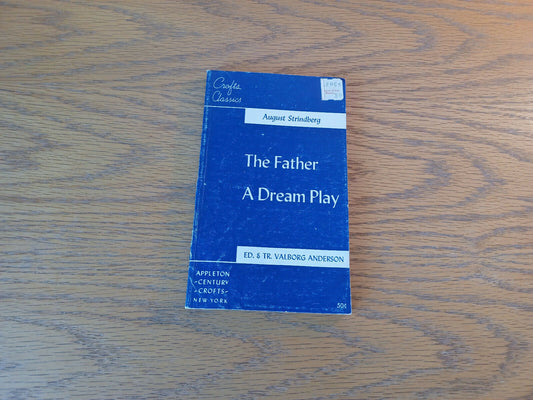 Crofts
Classics
August Strindberg
The Father
A Dream Play
ED. & TR. VALBORG ANDERSON
APPLETON
-CENTURY
-CROFTS-
NEW YORK
50¢